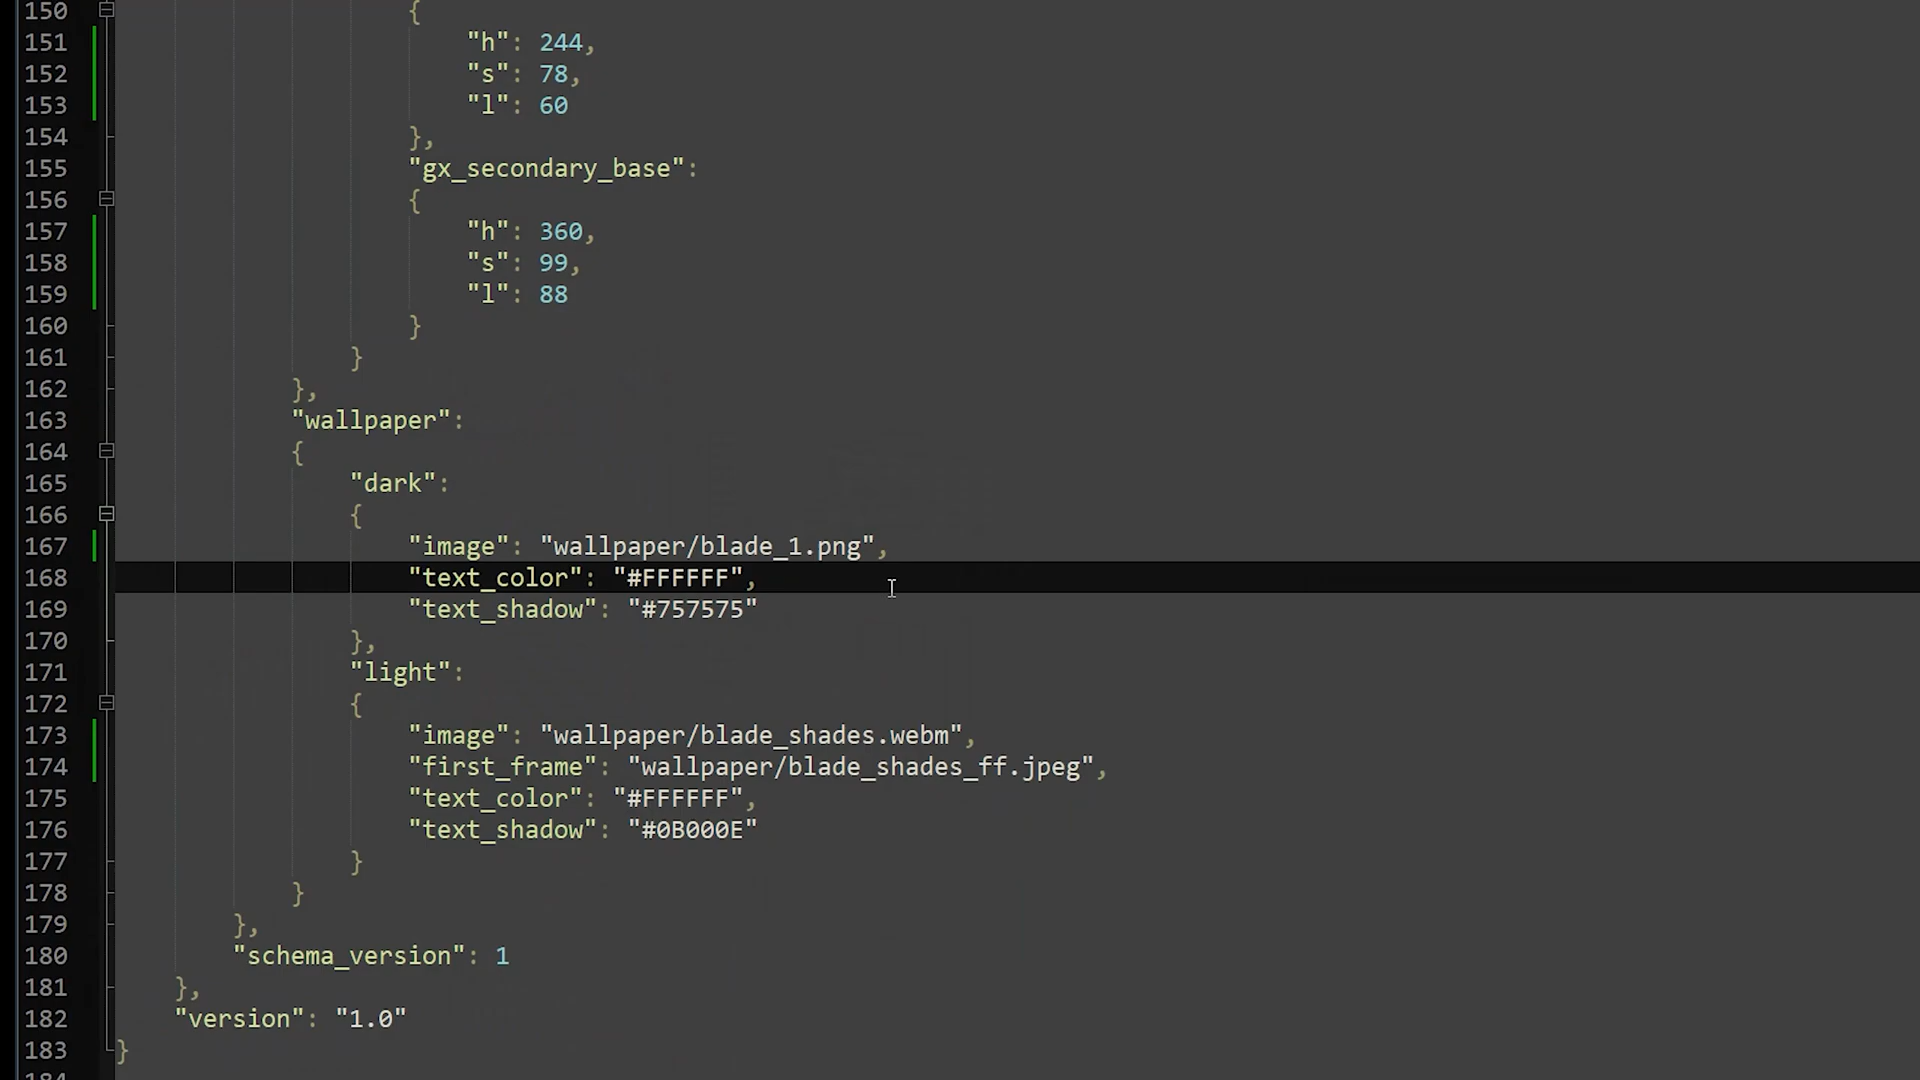 150 {
151 "h": 244,
152 "s": 78,
153 "l": 60
154 },
155 "gx_secondary_base":
156 {
157 "h": 360,
158 "s": 99,
159 "l": 88
160 }
161 }
162 },
163 "wallpaper":
164 {
165 "dark":
166 {
167 "image": "wallpaper/blade_1.png",
168 "text_color": "#FFFFFF",
169 "text_shadow": "#757575"
170 },
171 "light":
172 {
173 "image": "wallpaper/blade_shades.webm",
174 "first_frame": "wallpaper/blade_shades_ff.jpeg",
175 "text_color": "#FFFFFF",
176 "text_shadow": "#0B000E"
177 }
178 }
179 },
180 "schema_version": 1
181 },
182 "version": "1.0"
183 }
184